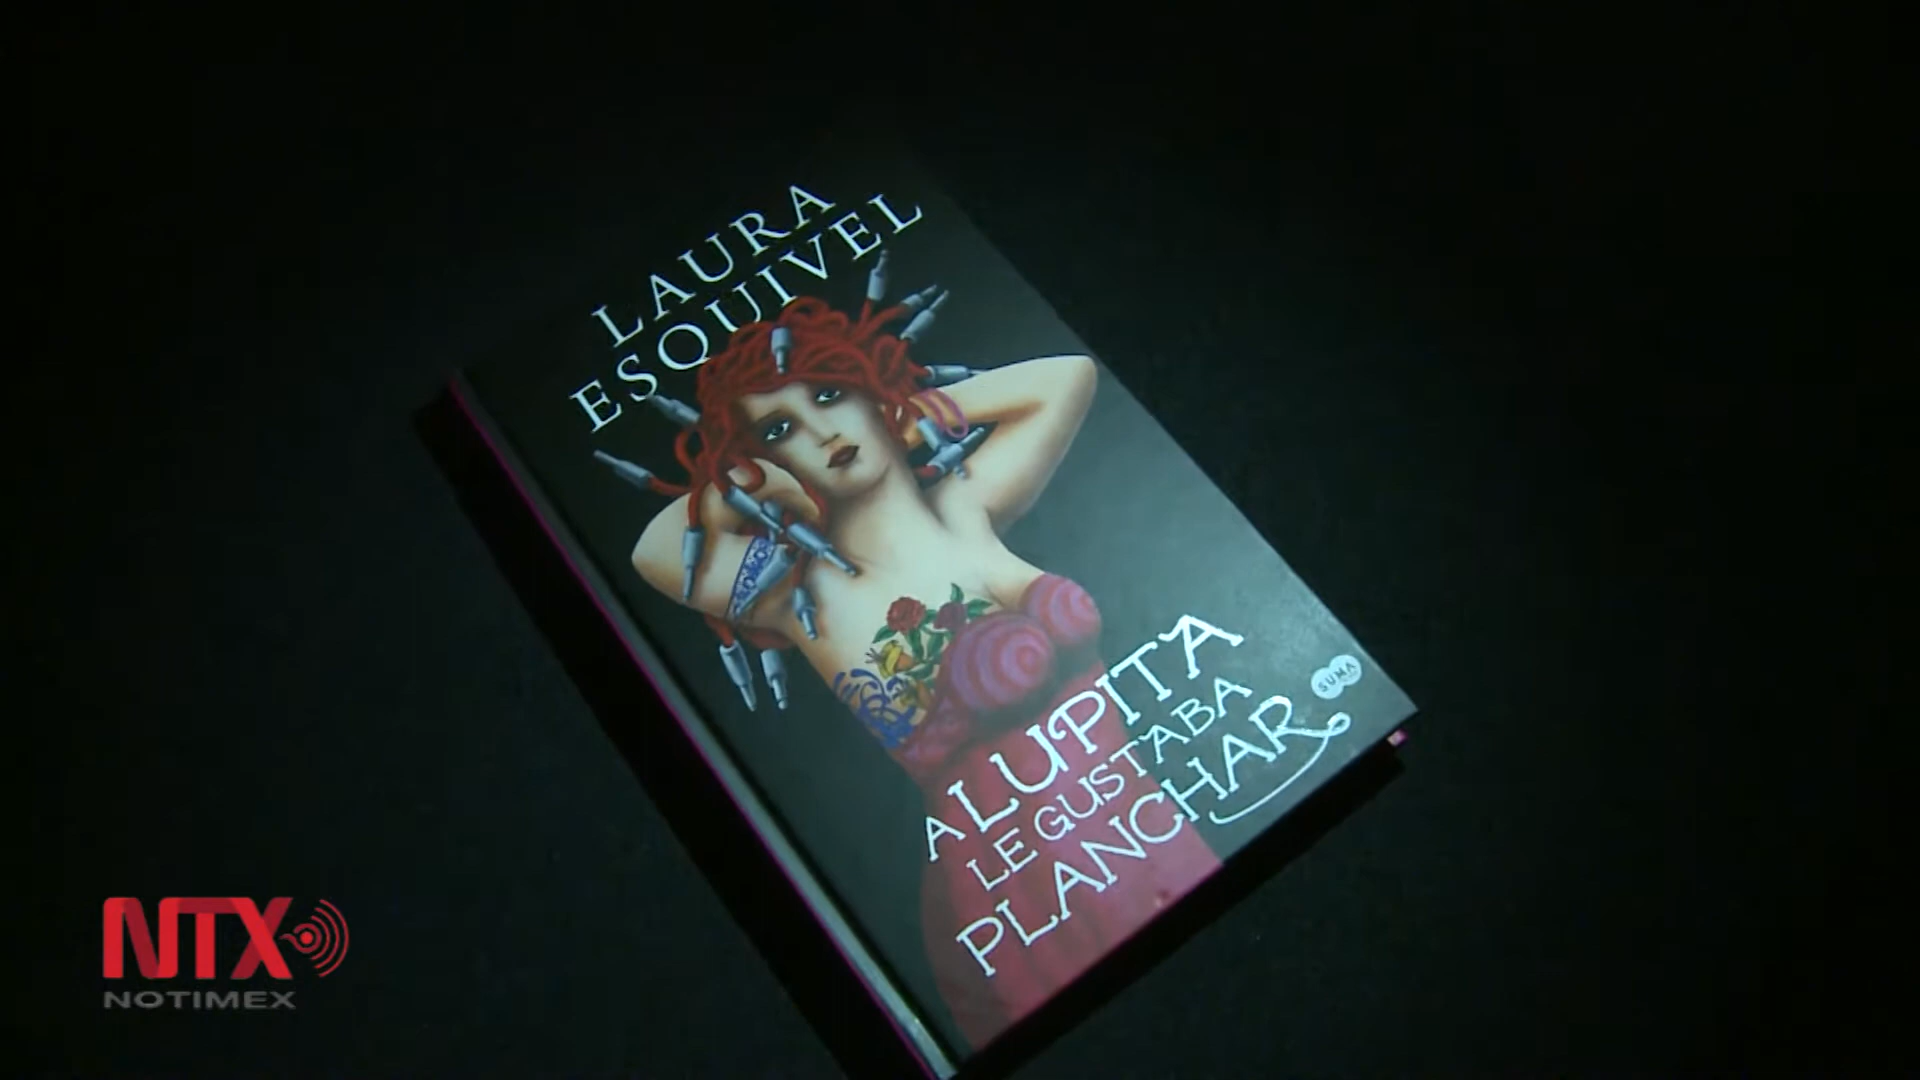 LAURA
ESQUIVEL
A LUPITA
LE GUSTABA
PLANCHAR
SUMA
NTX
NOTIMEX